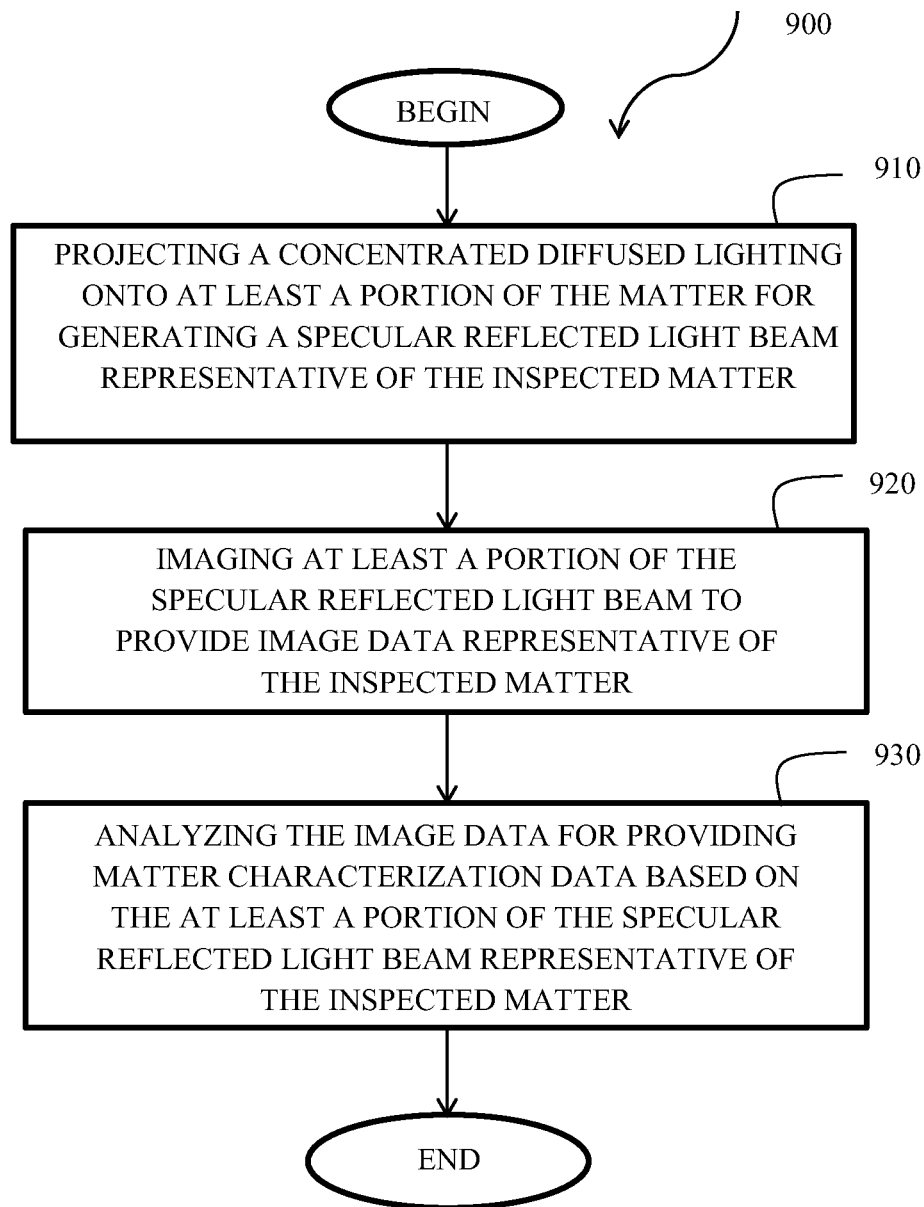 900
BEGIN
910
PROJECTING A CONCENTRATED DIFFUSED LIGHTING
ONTO AT LEAST A PORTION OF THE MATTER FOR
GENERATING A SPECULAR REFLECTED LIGHT BEAM
REPRESENTATIVE OF THE INSPECTED MATTER
920
IMAGING AT LEAST A PORTION OF THE
SPECULAR REFLECTED LIGHT BEAM TO
PROVIDE IMAGE DATA REPRESENTATIVE OF
THE INSPECTED MATTER
930
ANALYZING THE IMAGE DATA FOR PROVIDING
MATTER CHARACTERIZATION DATA BASED ON
THE AT LEAST A PORTION OF THE SPECULAR
REFLECTED LIGHT BEAM REPRESENTATIVE OF
THE INSPECTED MATTER
END